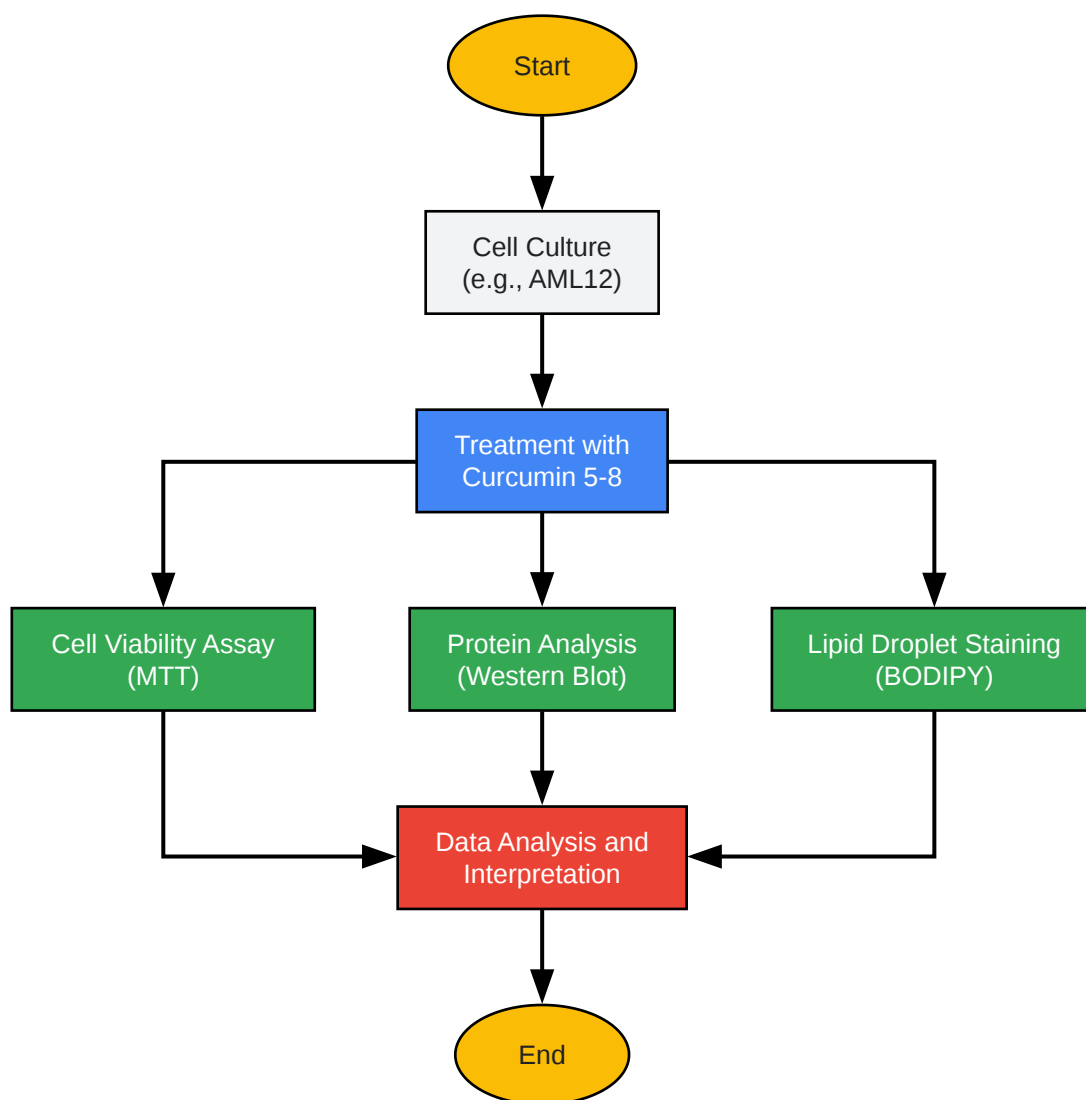 Start
Cell Culture
(e.g., AML12)
Treatment with
Curcumin 5-8
Cell Viability Assay
(MTT)
Protein Analysis
(Western Blot)
Lipid Droplet Staining
(BODIPY)
Data Analysis and
Interpretation
End